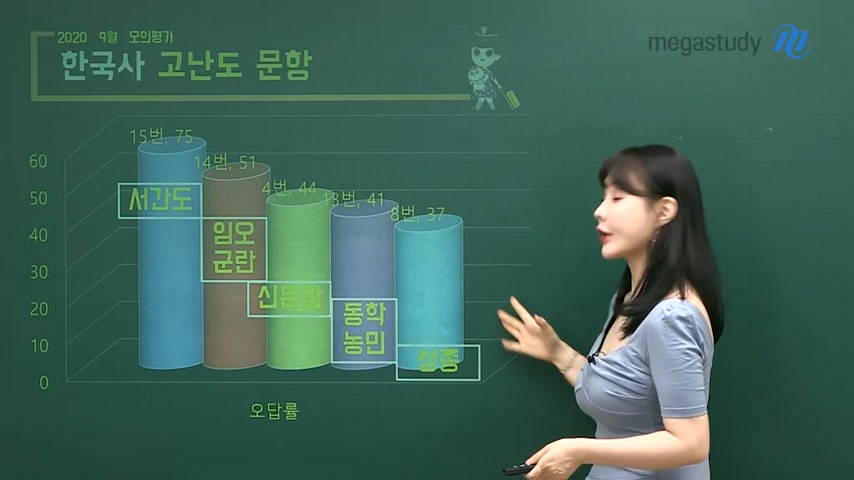 2020 9월 모의평가
한국사 고난도 문항
megastudy
15번, 75
14번, 51
4번, 44
13번, 41
8번, 37
60
50
40
30
20
10
0
서간도
임오
군란
동학
농민
성종
오답률